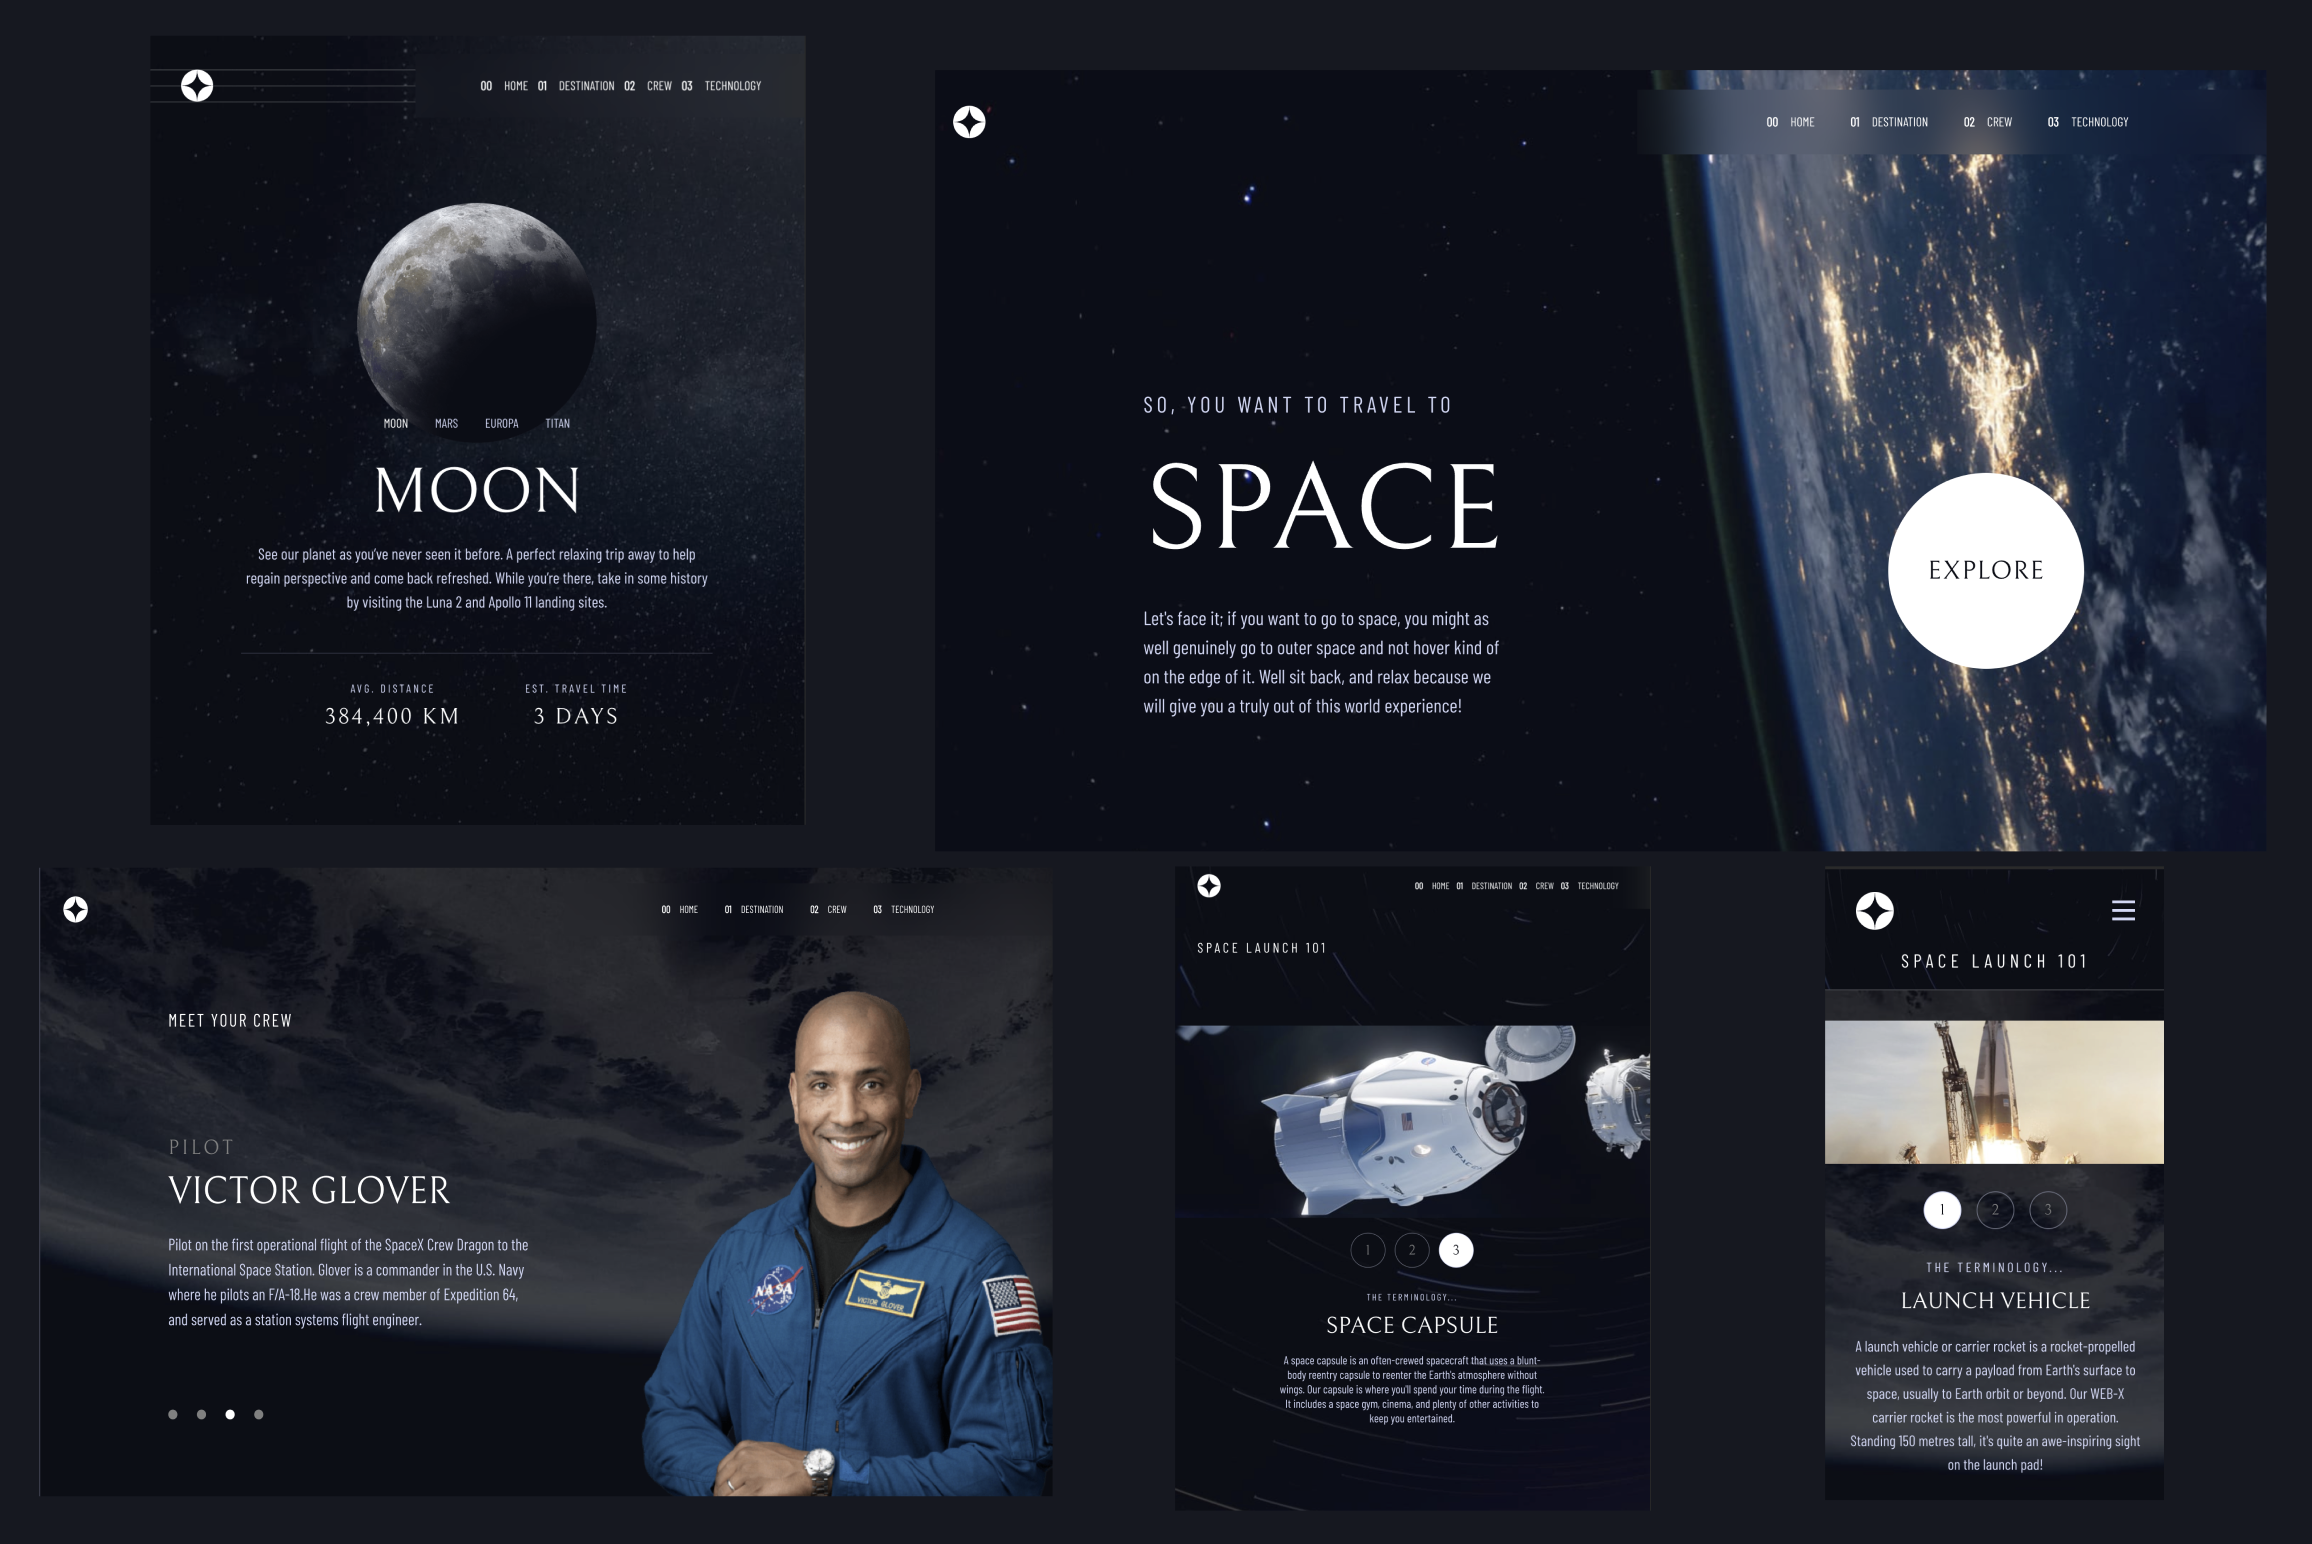 00 HOME 01 DESTINATION 02 CREW 03 TECHNOLOGY
MOON MARS EUROPA TITAN
MOON
See our planet as you've never seen it before. A perfect relaxing trip away to help
regain perspective and come back refreshed. While you're there, take in some history
by visiting the Luna 2 and Apollo 11 landing sites.
AVG. DISTANCE
384,400 KM
EST. TRAVEL TIME
3 DAYS
00 HOME 01 DESTINATION 02 CREW 03 TECHNOLOGY
SO, YOU WANT TO TRAVEL TO
SPACE
Let's face it; if you want to go to space, you might as
well genuinely go to outer space and not hover kind of
on the edge of it. Well sit back, and relax because we
will give you a truly out of this world experience!
EXPLORE
00 HOME 01 DESTINATION 02 CREW 03 TECHNOLOGY
MEET YOUR CREW
PILOT
VICTOR GLOVER
Pilot on the first operational flight of the SpaceX Crew Dragon to the
International Space Station. Glover is a commander in the U.S. Navy
where he pilots an F/A-18.He was a crew member of Expedition 64,
and served as a station systems flight engineer.
NASA
VICTOR GLOVER
00 HOME 01 DESTINATION 02 CREW 03 TECHNOLOGY
SPACE LAUNCH 101
SPACEX
1 2 3
THE TERMINOLOGY...
SPACE CAPSULE
A space capsule is an often-crewed spacecraft that uses a blunt-
body reentry capsule to reenter the Earth's atmosphere without
wings. Our capsule is where you'll spend your time during the flight.
It includes a space gym, cinema, and plenty of other activities to
keep you entertained.
SPACE LAUNCH 101
1 2 3
THE TERMINOLOGY...
LAUNCH VEHICLE
A launch vehicle or carrier rocket is a rocket-propelled
vehicle used to carry a payload from Earth's surface to
space, usually to Earth orbit or beyond. Our WEB-X
carrier rocket is the most powerful in operation.
Standing 150 metres tall, it's quite an awe-inspiring sight
on the launch pad!